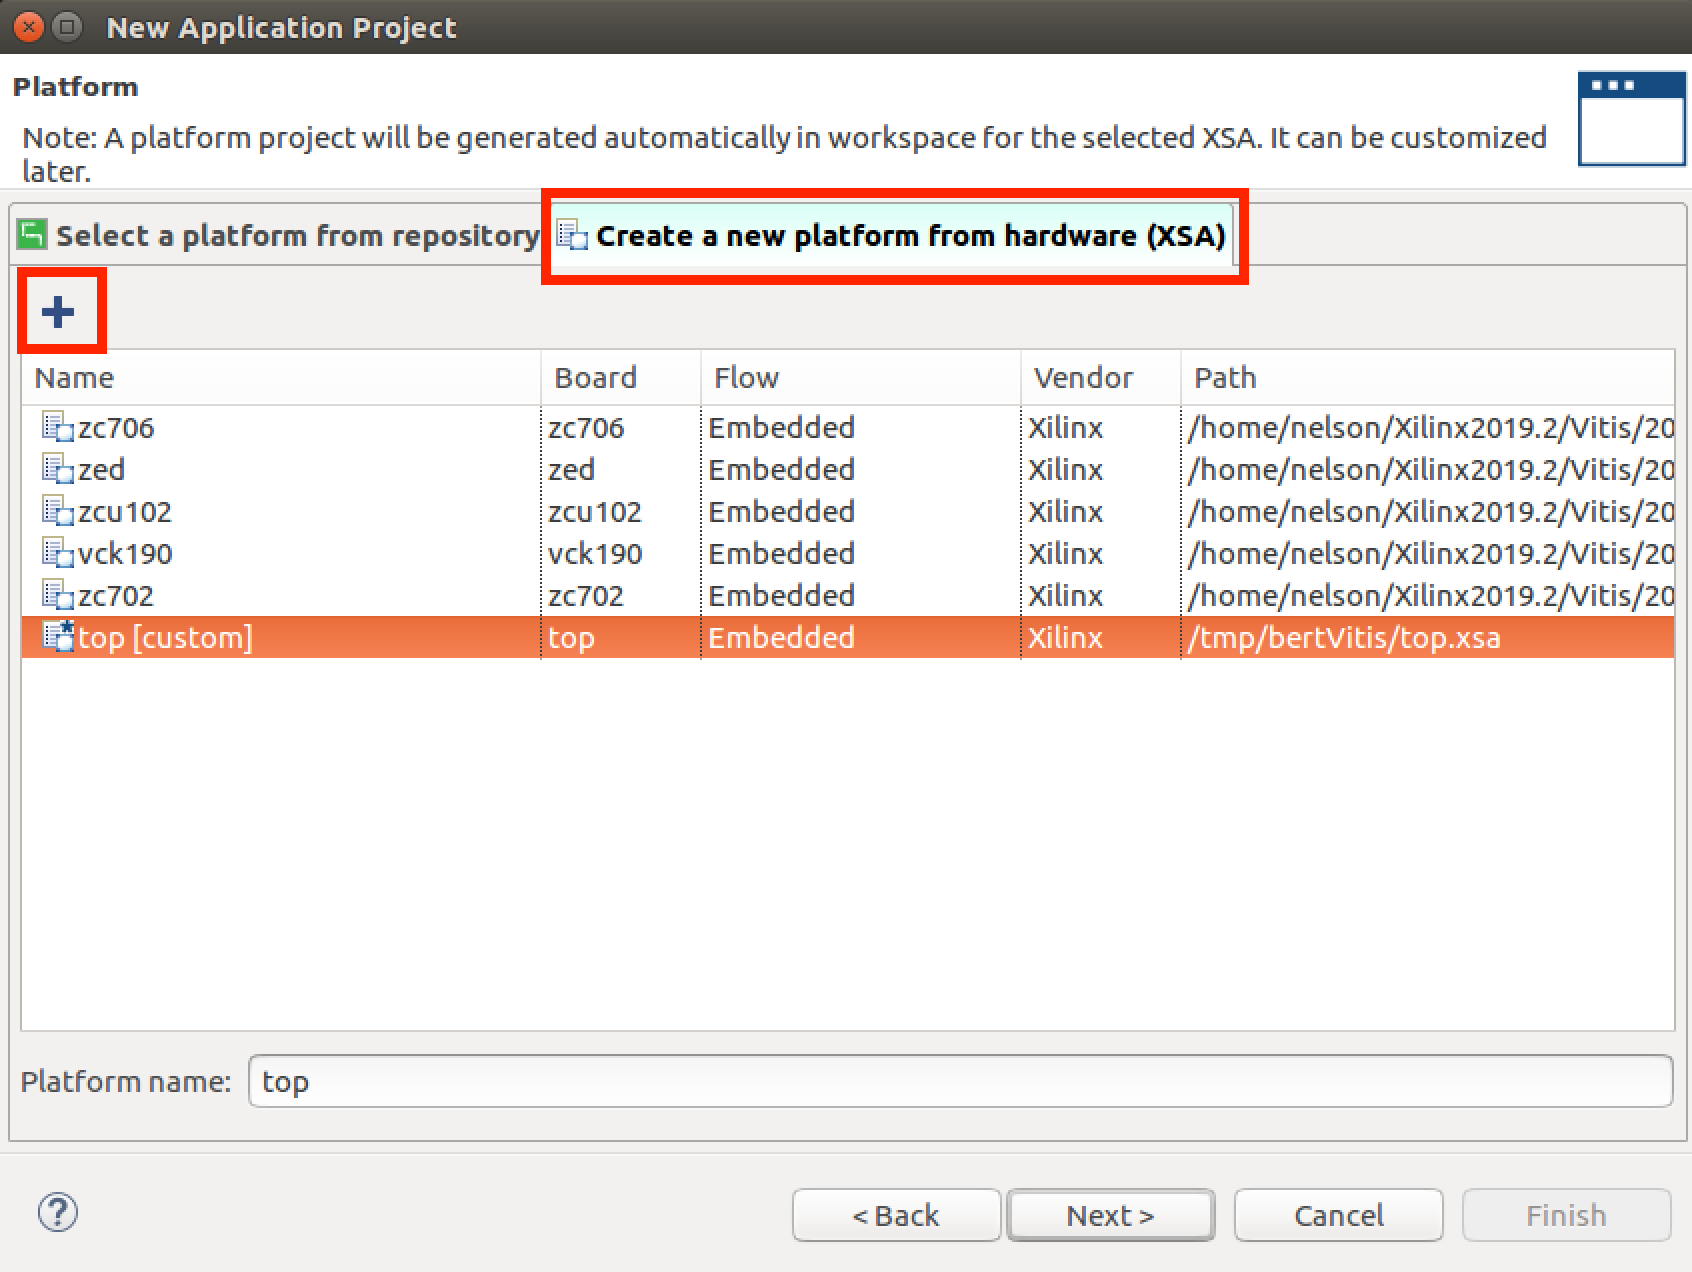 New Application Project
Platform
Note: A platform project will be generated automatically in workspace for the selected XSA. It can be customized
later.
Select a platform from repository Create a new platform from hardware (XSA)
Name Board Flow Vendor Path
zc706 zc706 Embedded Xilinx /home/nelson/Xilinx2019.2/Vitis/20
zed zed Embedded Xilinx /home/nelson/Xilinx2019.2/Vitis/20
zcu102 zcu102 Embedded Xilinx /home/nelson/Xilinx2019.2/Vitis/20
vck190 vck190 Embedded Xilinx /home/nelson/Xilinx2019.2/Vitis/20
zc702 zc702 Embedded Xilinx /home/nelson/Xilinx2019.2/Vitis/20
top [custom] top Embedded Xilinx /tmp/bertVitis/top.xsa
Platform name: top
? < Back Next > Cancel Finish